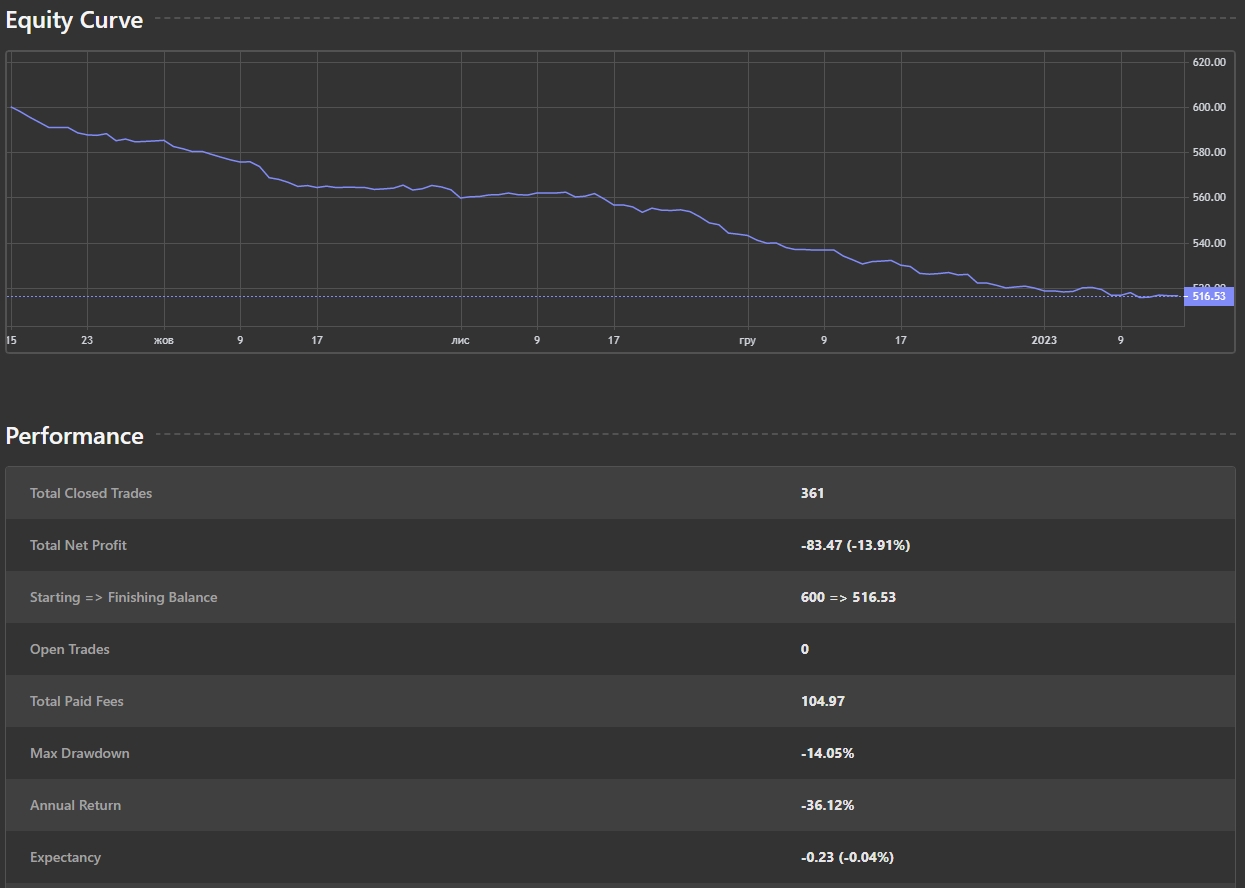 Equity Curve
620.00
600.00
580.00
560.00
540.00
520.00
516.53
15 23 жов 9 17 лис 9 17 гру 9 17 2023 9
Performance
Total Closed Trades 361
Total Net Profit -83.47 (-13.91%)
Starting => Finishing Balance 600 => 516.53
Open Trades 0
Total Paid Fees 104.97
Max Drawdown -14.05%
Annual Return -36.12%
Expectancy -0.23 (-0.04%)